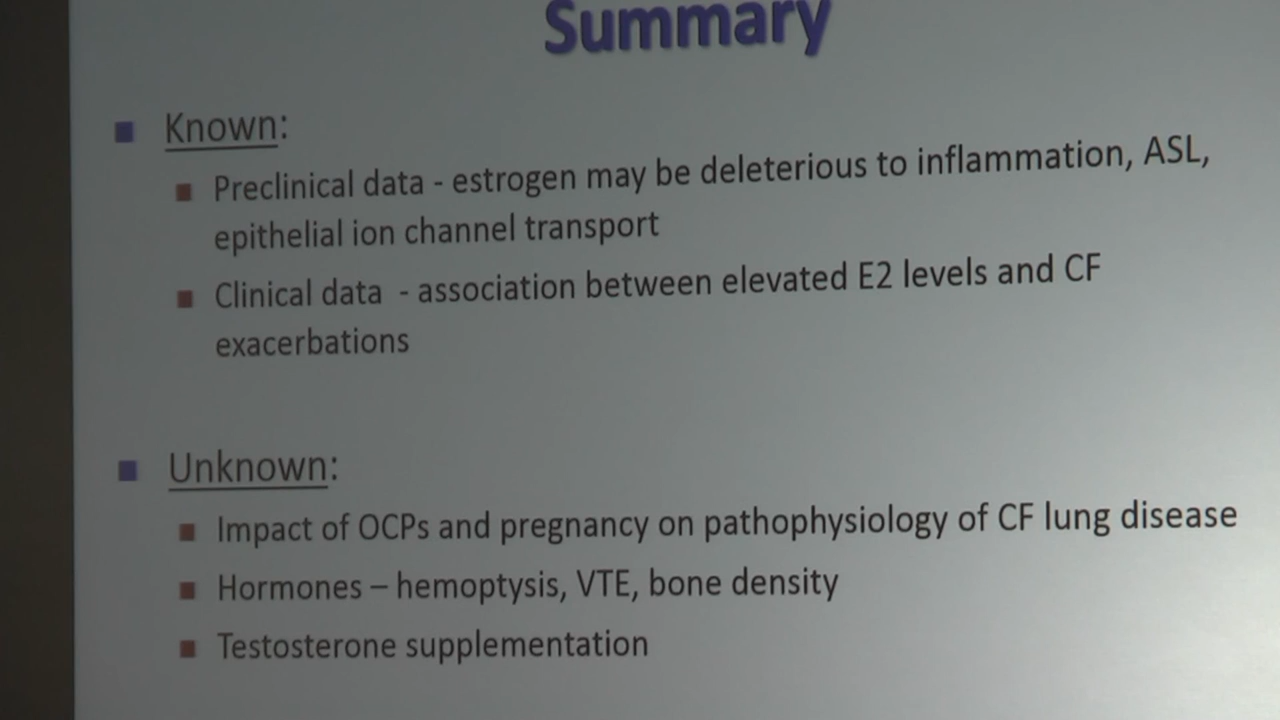 Summary
Known:
Preclinical data - estrogen may be deleterious to inflammation, ASL,
epithelial ion channel transport
Clinical data - association between elevated E2 levels and CF
exacerbations
Unknown:
Impact of OCPs and pregnancy on pathophysiology of CF lung disease
Hormones – hemoptysis, VTE, bone density
Testosterone supplementation